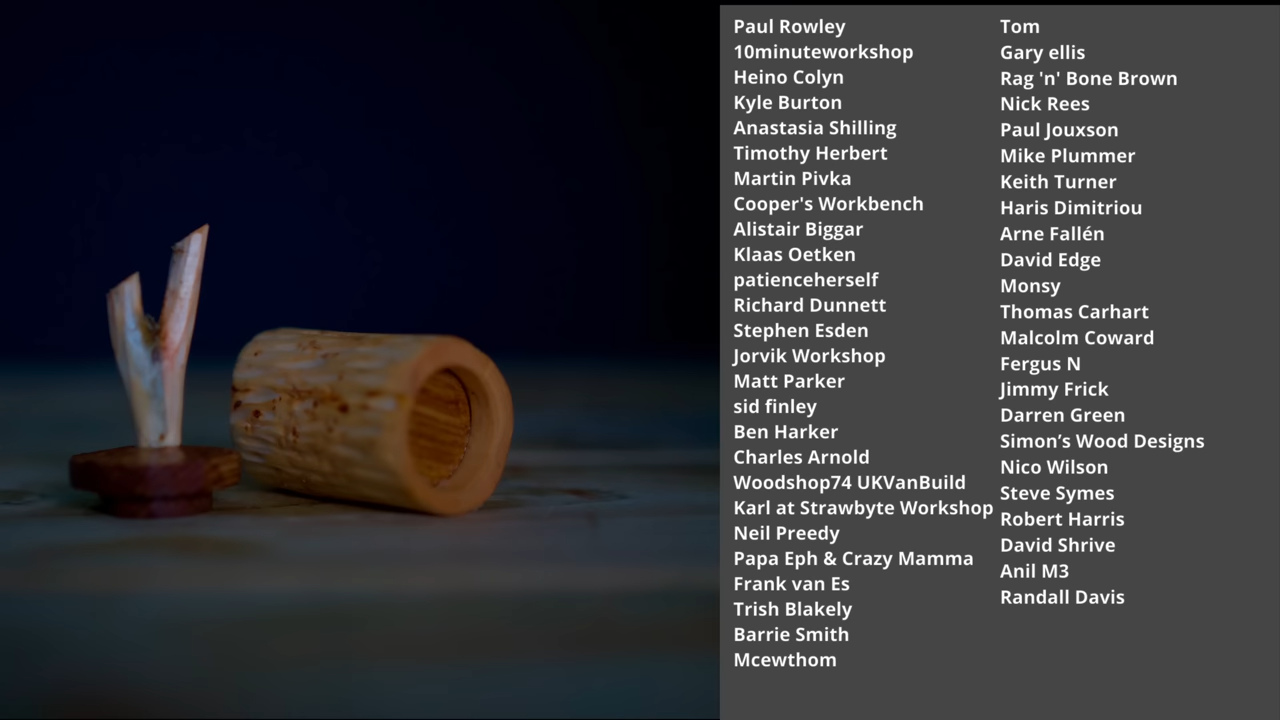 Paul Rowley
10minuteworkshop
Heino Colyn
Kyle Burton
Anastasia Shilling
Timothy Herbert
Martin Pivka
Cooper's Workbench
Alistair Biggar
Klaas Oetken
patienceherself
Richard Dunnett
Stephen Esden
Jorvik Workshop
Matt Parker
sid finley
Ben Harker
Charles Arnold
Woodshop74 UKVanBuild
Karl at Strawbyte Workshop
Neil Preedy
Papa Eph & Crazy Mamma
Frank van Es
Trish Blakely
Barrie Smith
Mcewthom
Tom
Gary ellis
Rag 'n' Bone Brown
Nick Rees
Paul Jouxson
Mike Plummer
Keith Turner
Haris Dimitriou
Arne Fallén
David Edge
Monsy
Thomas Carhart
Malcolm Coward
Fergus N
Jimmy Frick
Darren Green
Simon’s Wood Designs
Nico Wilson
Steve Symes
Robert Harris
David Shrive
Anil M3
Randall Davis